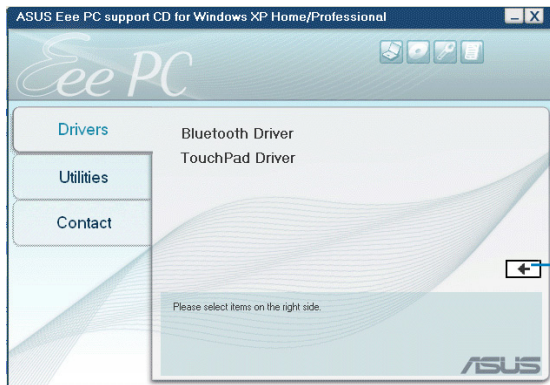 ASUS Eee PC support CD for Windows XP Home/Professional
Eee PC
Drivers
Utilities
Contact
Bluetooth Driver
TouchPad Driver
Please select items on the right side.
ASUS